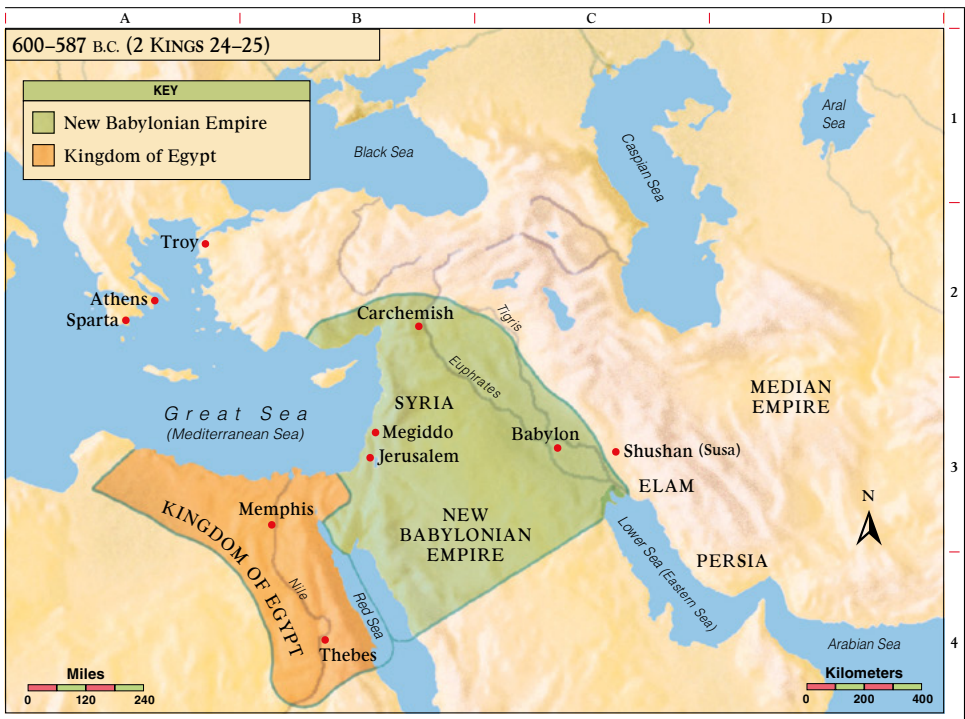 A B C D
600–587 B.C. (2 KINGS 24–25)
KEY
New Babylonian Empire
Kingdom of Egypt
1
2
3
4
Black Sea
Caspian Sea
Aral
Sea
Troy
Athens
Sparta
Carchemish
Tigris
Euphrates
SYRIA
MEDIAN
EMPIRE
Great Sea
(Mediterranean Sea)
Megiddo
Jerusalem
Babylon
Shushan (Susa)
ELAM
N
KINGDOM OF EGYPT
Memphis
NEW
BABYLONIAN
EMPIRE
Lower Sea (Eastern Sea)
PERSIA
Nile
Red Sea
Thebes
Arabian Sea
Miles
0 120 240
Kilometers
0 200 400